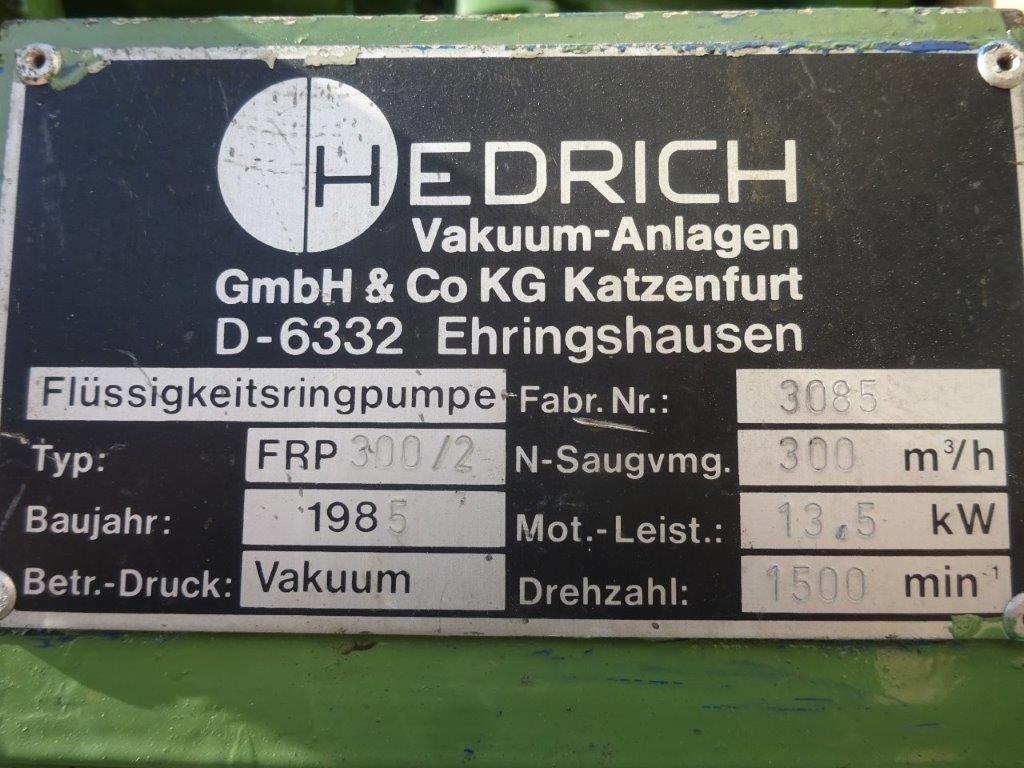 HEDRICH
Vakuum-Anlagen
GmbH & Co KG Katzenfurt
D-6332 Ehringshausen
Flüssigkeitsringpumpe Fabr. Nr.: 3085
Typ: FRP 300/2 N-Saugvmg. 300 m³/h
Baujahr: 1985 Mot.-Leist.: 13.5 kW
Betr.-Druck: Vakuum Drehzahl: 1500 min⁻¹